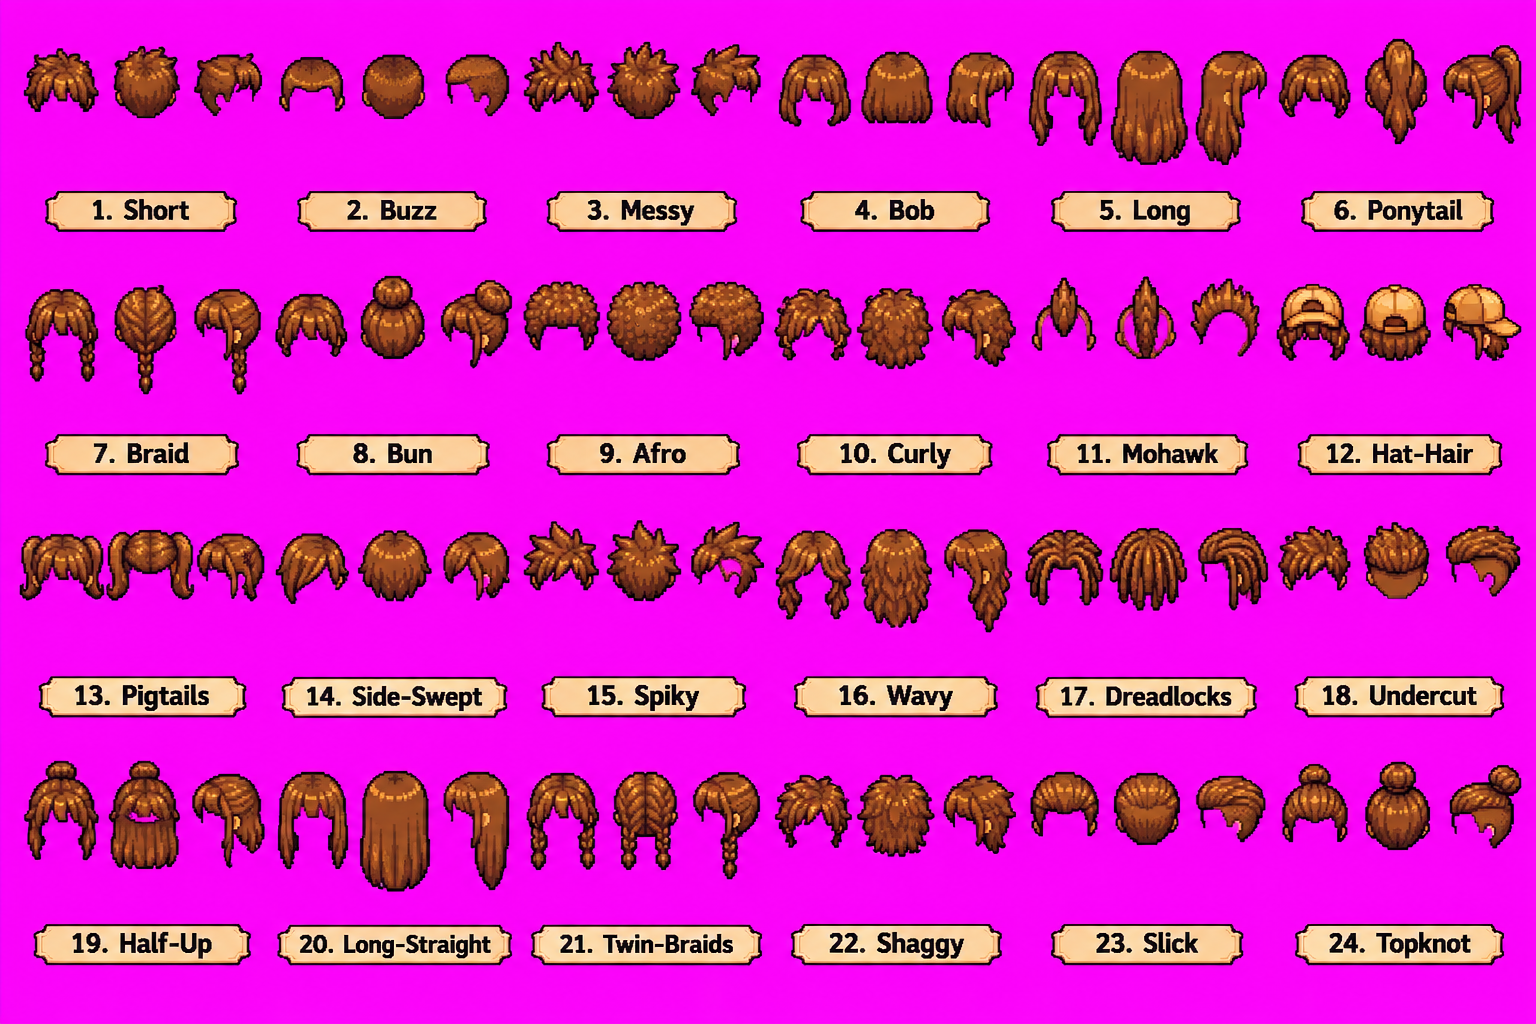 1. Short
2. Buzz
3. Messy
4. Bob
5. Long
6. Ponytail
7. Braid
8. Bun
9. Afro
10. Curly
11. Mohawk
12. Hat-Hair
13. Pigtails
14. Side-Swept
15. Spiky
16. Wavy
17. Dreadlocks
18. Undercut
19. Half-Up
20. Long-Straight
21. Twin-Braids
22. Shaggy
23. Slick
24. Topknot